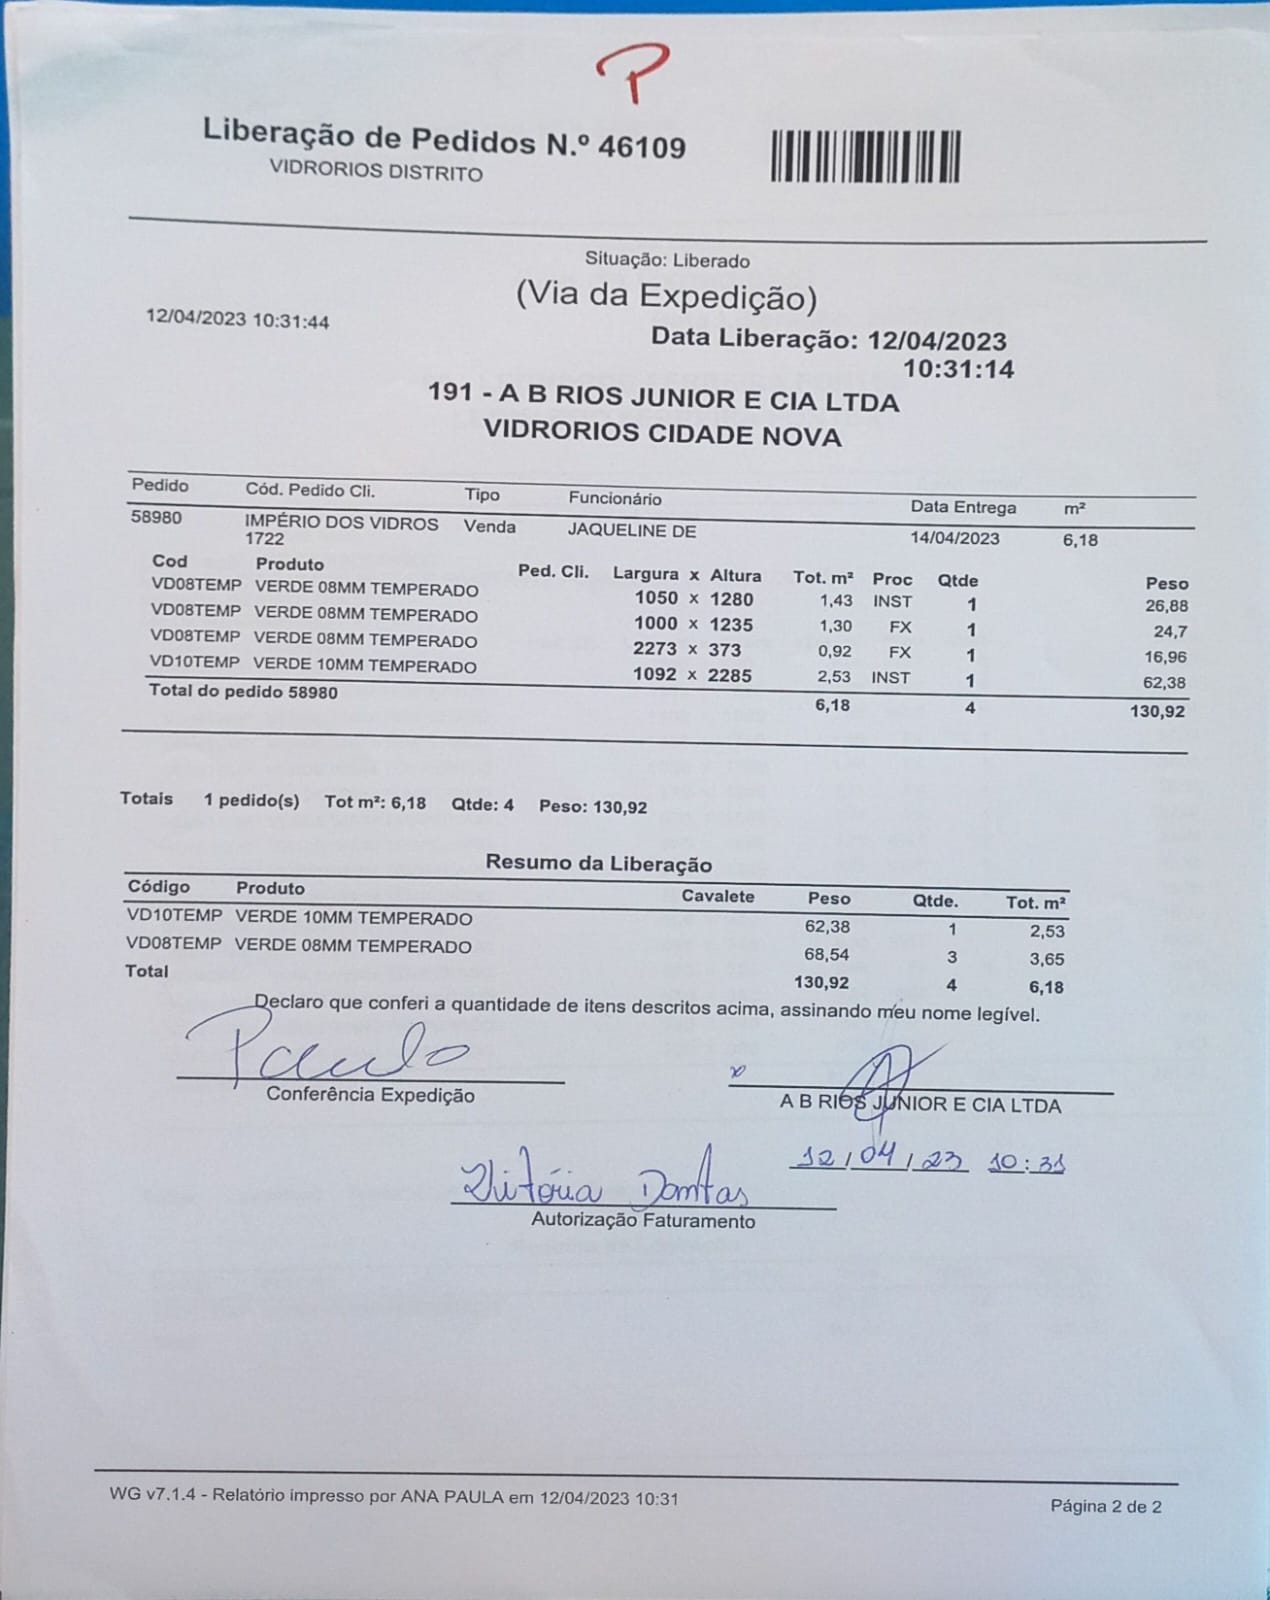 P
Liberação de Pedidos N.º 46109
VIDRORIOS DISTRITO
Situação: Liberado
(Via da Expedição)
12/04/2023 10:31:44
Data Liberação: 12/04/2023
10:31:14
191 - A B RIOS JUNIOR E CIA LTDA
VIDRORIOS CIDADE NOVA
Pedido Cód. Pedido Cli. Tipo Funcionário Data Entrega m²
58980 IMPÉRIO DOS VIDROS Venda JAQUELINE DE 14/04/2023 6,18
1722
Cod Produto Ped. Cli. Largura x Altura Tot. m² Proc Qtde Peso
VD08TEMP VERDE 08MM TEMPERADO 1050 x 1280 1,43 INST 1 26,88
VD08TEMP VERDE 08MM TEMPERADO 1000 x 1235 1,30 FX 1 24,7
VD08TEMP VERDE 08MM TEMPERADO 2273 x 373 0,92 FX 1 16,96
VD10TEMP VERDE 10MM TEMPERADO 1092 x 2285 2,53 INST 1 62,38
Total do pedido 58980 6,18 4 130,92
Totais 1 pedido(s) Tot m²: 6,18 Qtde: 4 Peso: 130,92
Resumo da Liberação
Código Produto Cavalete Peso Qtde. Tot. m²
VD10TEMP VERDE 10MM TEMPERADO 62,38 1 2,53
VD08TEMP VERDE 08MM TEMPERADO 68,54 3 3,65
Total 130,92 4 6,18
Declaro que conferi a quantidade de itens descritos acima, assinando meu nome legível.
Paulo
Conferência Expedição
A B RIOS JUNIOR E CIA LTDA
12/04/23 10:31
Vitória Dantas
Autorização Faturamento
WG v7.1.4 - Relatório impresso por ANA PAULA em 12/04/2023 10:31
Página 2 de 2